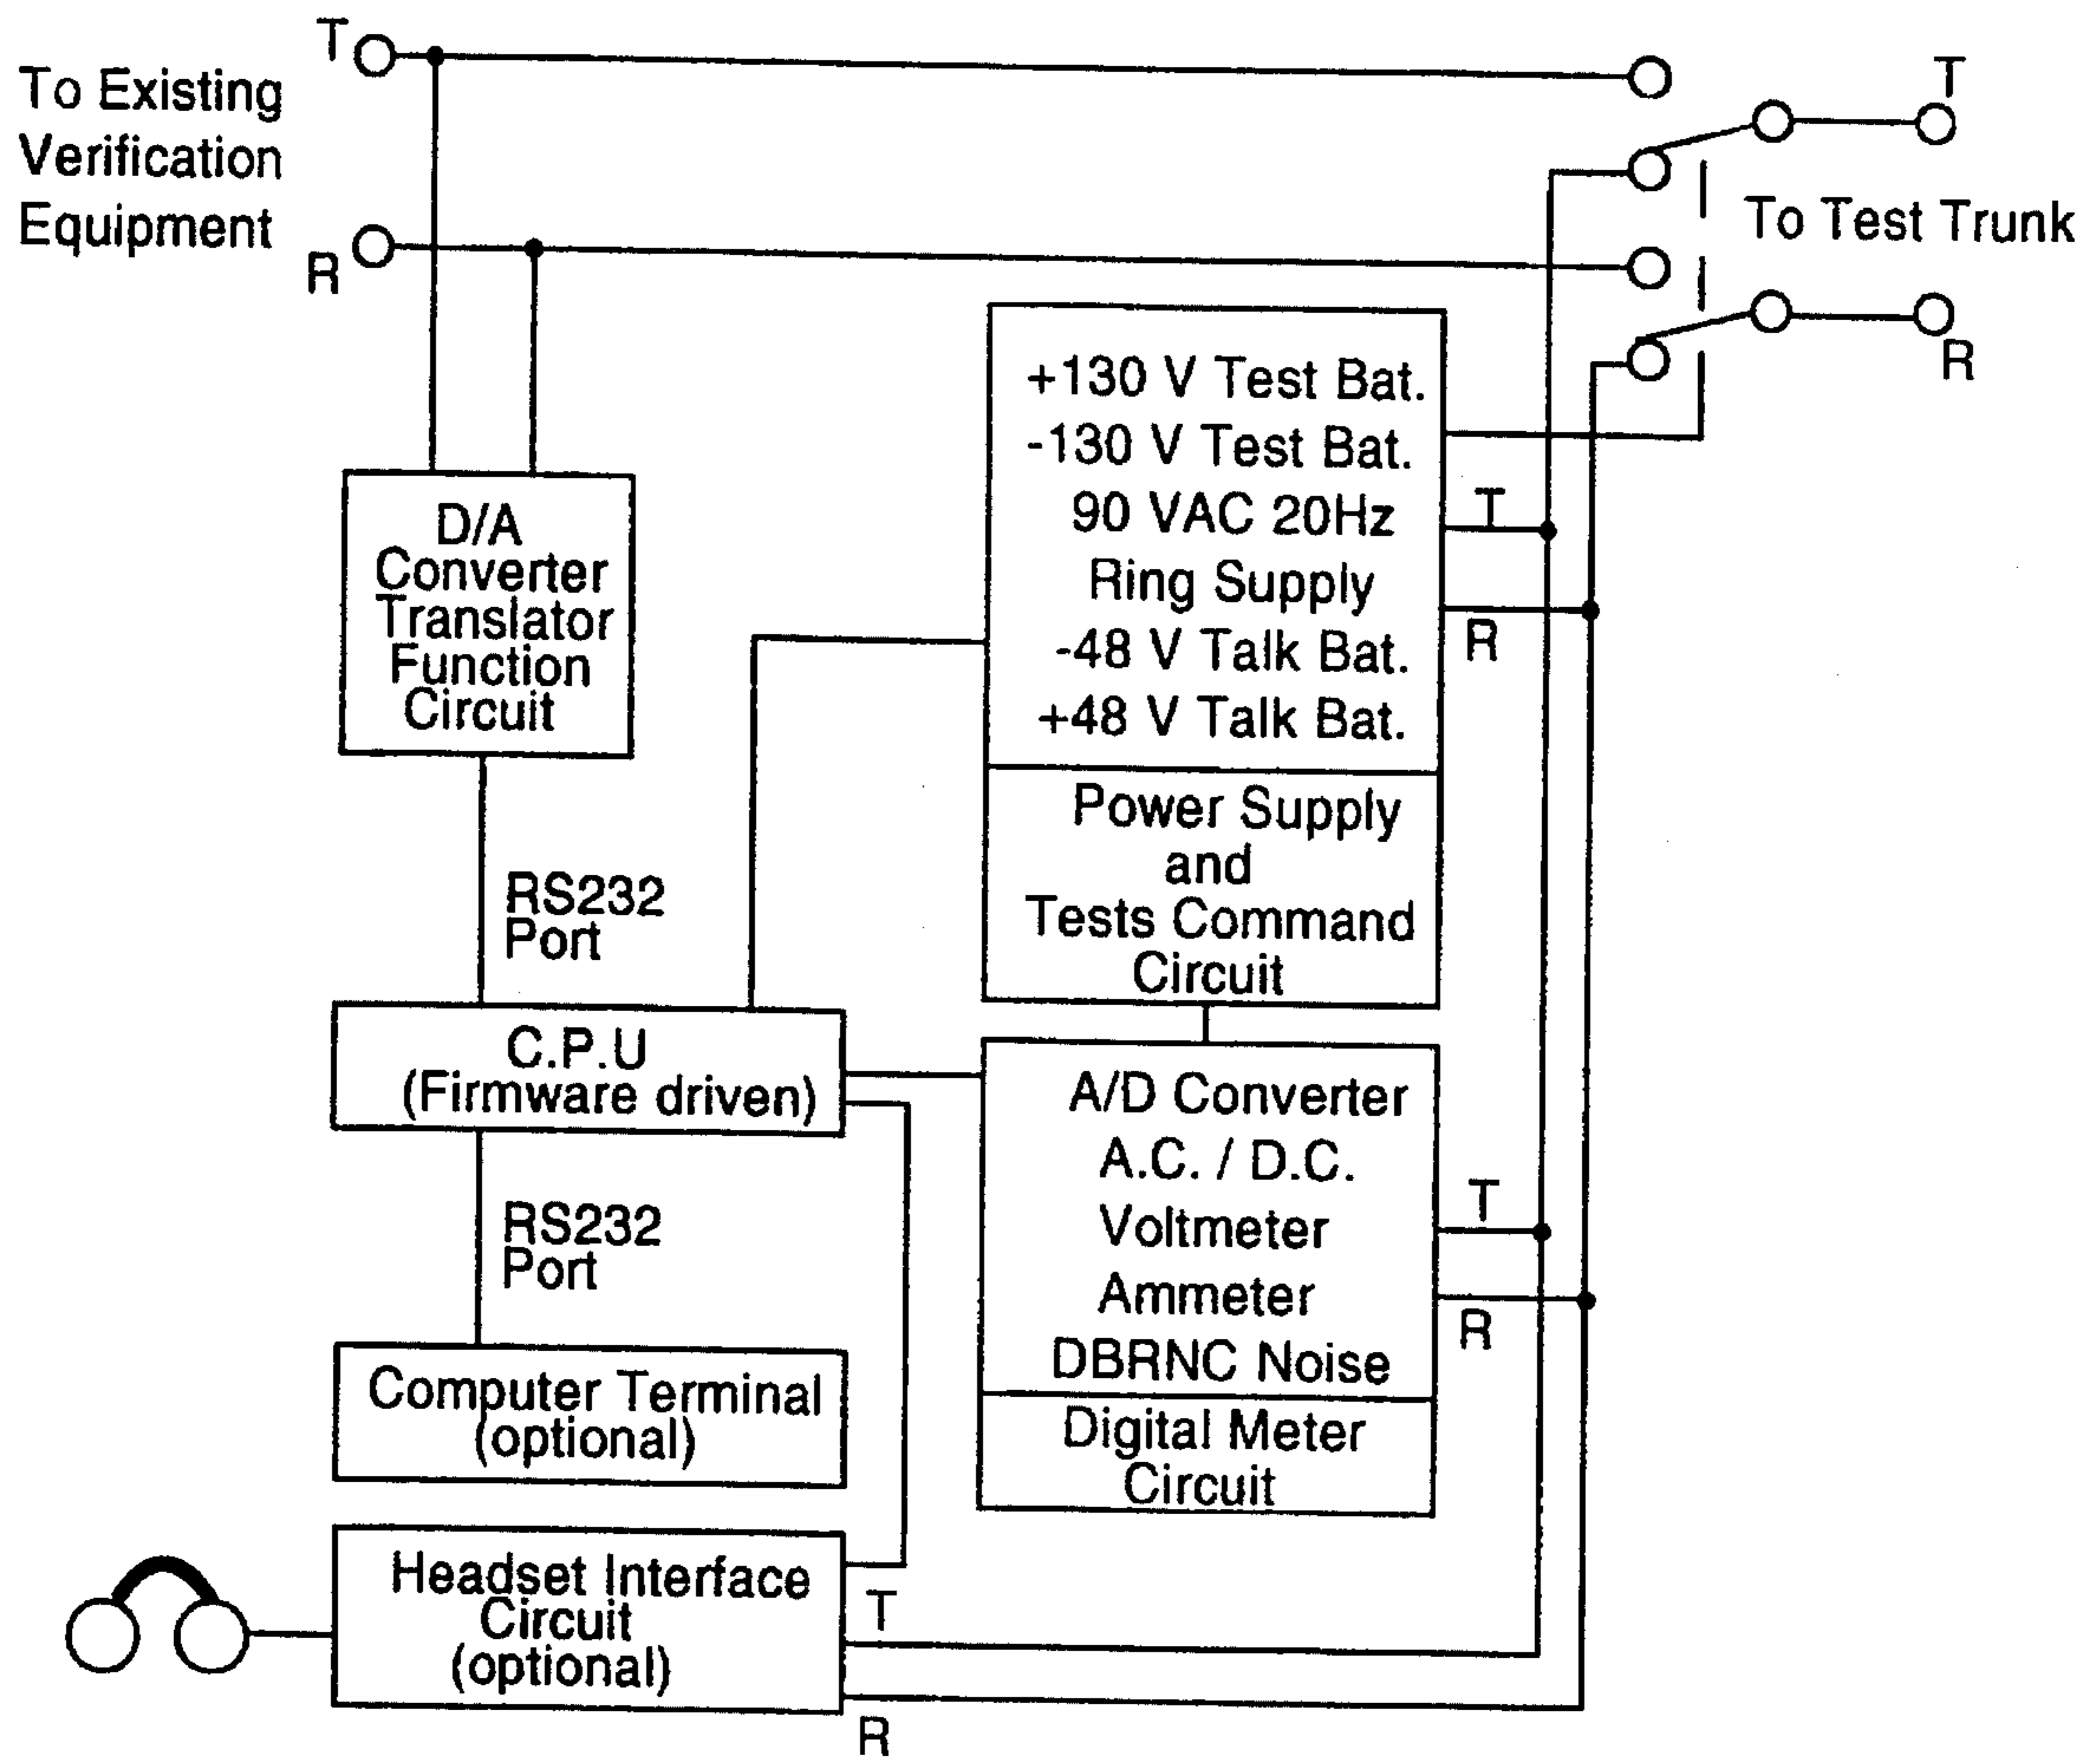 T
To Existing
Verification
Equipment
R
T
To Test Trunk
R
+130 V Test Bat.
-130 V Test Bat.
90 VAC 20Hz
Ring Supply
-48 V Talk Bat.
+48 V Talk Bat.
T
R
Power Supply
and
Tests Command
Circuit
D/A
Converter
Translator
Function
Circuit
RS232
Port
C.P.U
(Firmware driven)
A/D Converter
A.C. / D.C.
Voltmeter
Ammeter
DBRNC Noise
T
R
Digital Meter
Circuit
RS232
Port
Computer Terminal
(optional)
Headset Interface
Circuit
(optional)
T
R